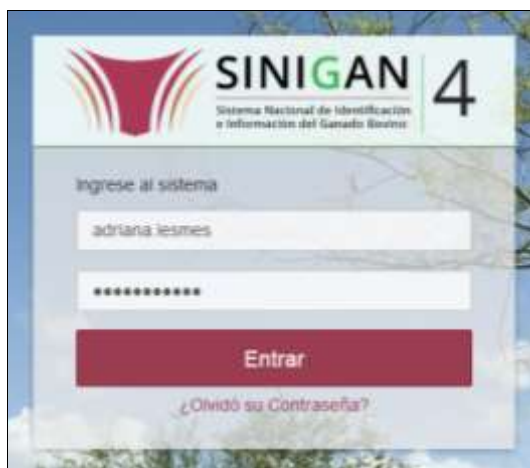 SINIGAN 4
Sistema Nacional de Identificación
e Información del Ganado Bovino
Ingrese al sistema
adriana lesmes
•••••••••••
Entrar
¿Olvidó su Contraseña?